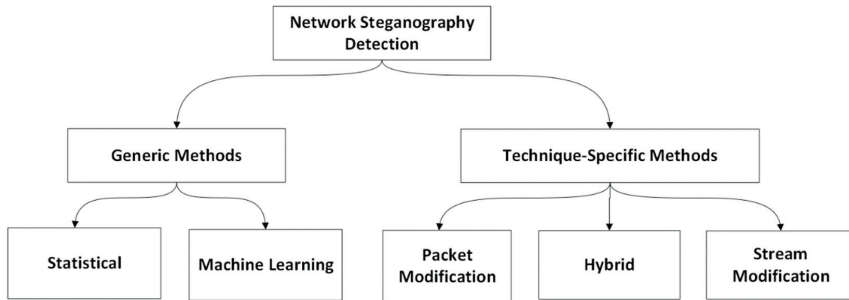 Network Steganography
Detection
Generic Methods
Technique-Specific Methods
Statistical
Machine Learning
Packet
Modification
Hybrid
Stream
Modification